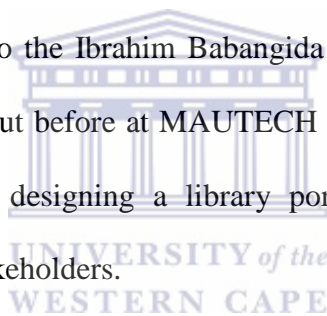 o the Ibrahim Babangida
ut before at MAUTECH
designing a library por
UNIVERSITY of the
keholders.
WESTERN CAPE